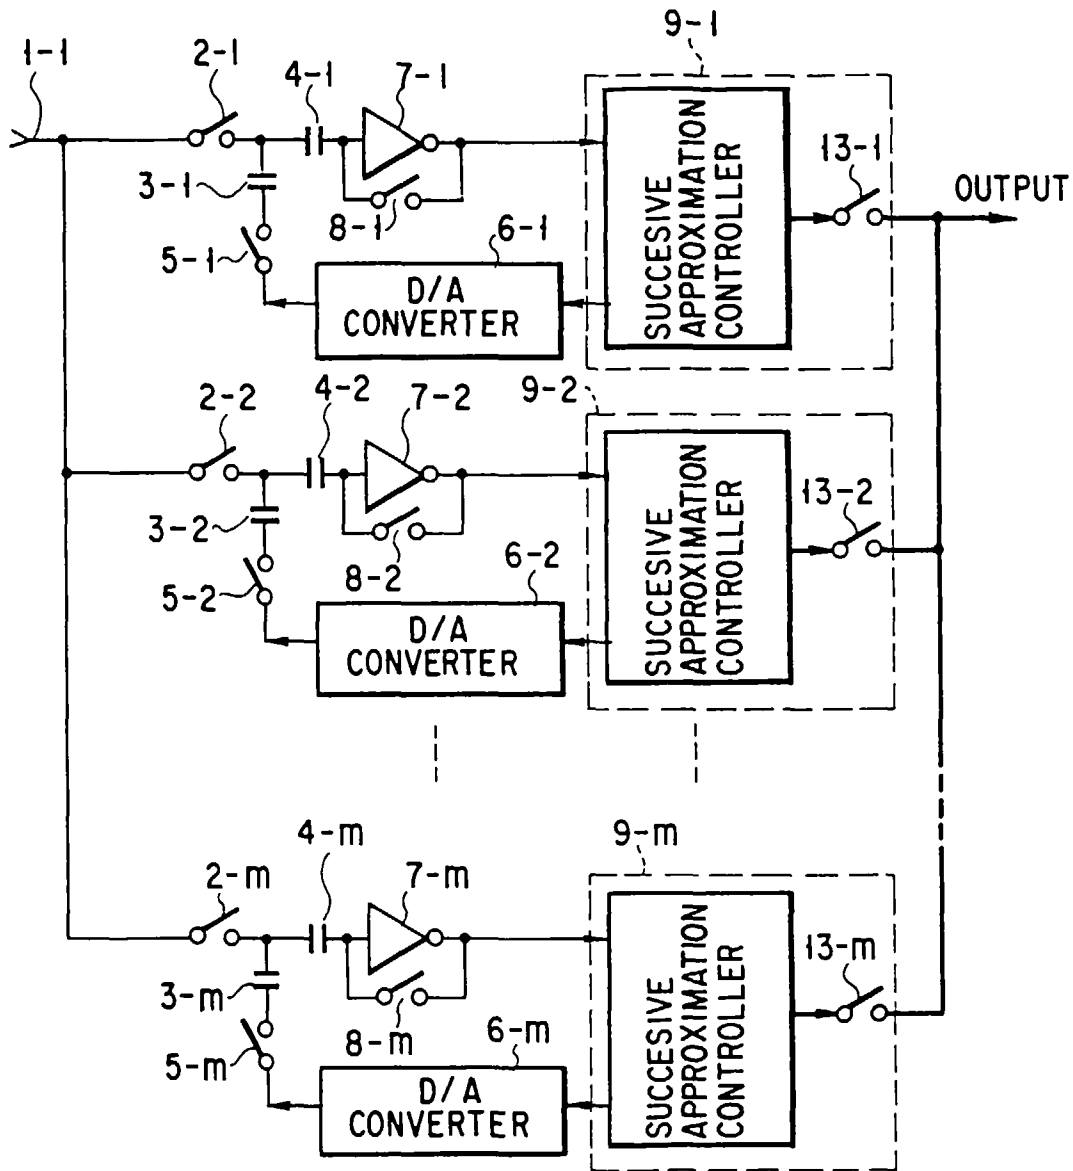 1-1
2-1
4-1
7-1
9-1
3-1
8-1
5-1
6-1
D/A
CONVERTER
SUCCESIVE
APPROXIMATION
CONTROLLER
13-1
OUTPUT
2-2
4-2
7-2
9-2
3-2
8-2
5-2
6-2
D/A
CONVERTER
SUCCESIVE
APPROXIMATION
CONTROLLER
13-2
2-m
4-m
7-m
9-m
3-m
8-m
5-m
6-m
D/A
CONVERTER
SUCCESIVE
APPROXIMATION
CONTROLLER
13-m